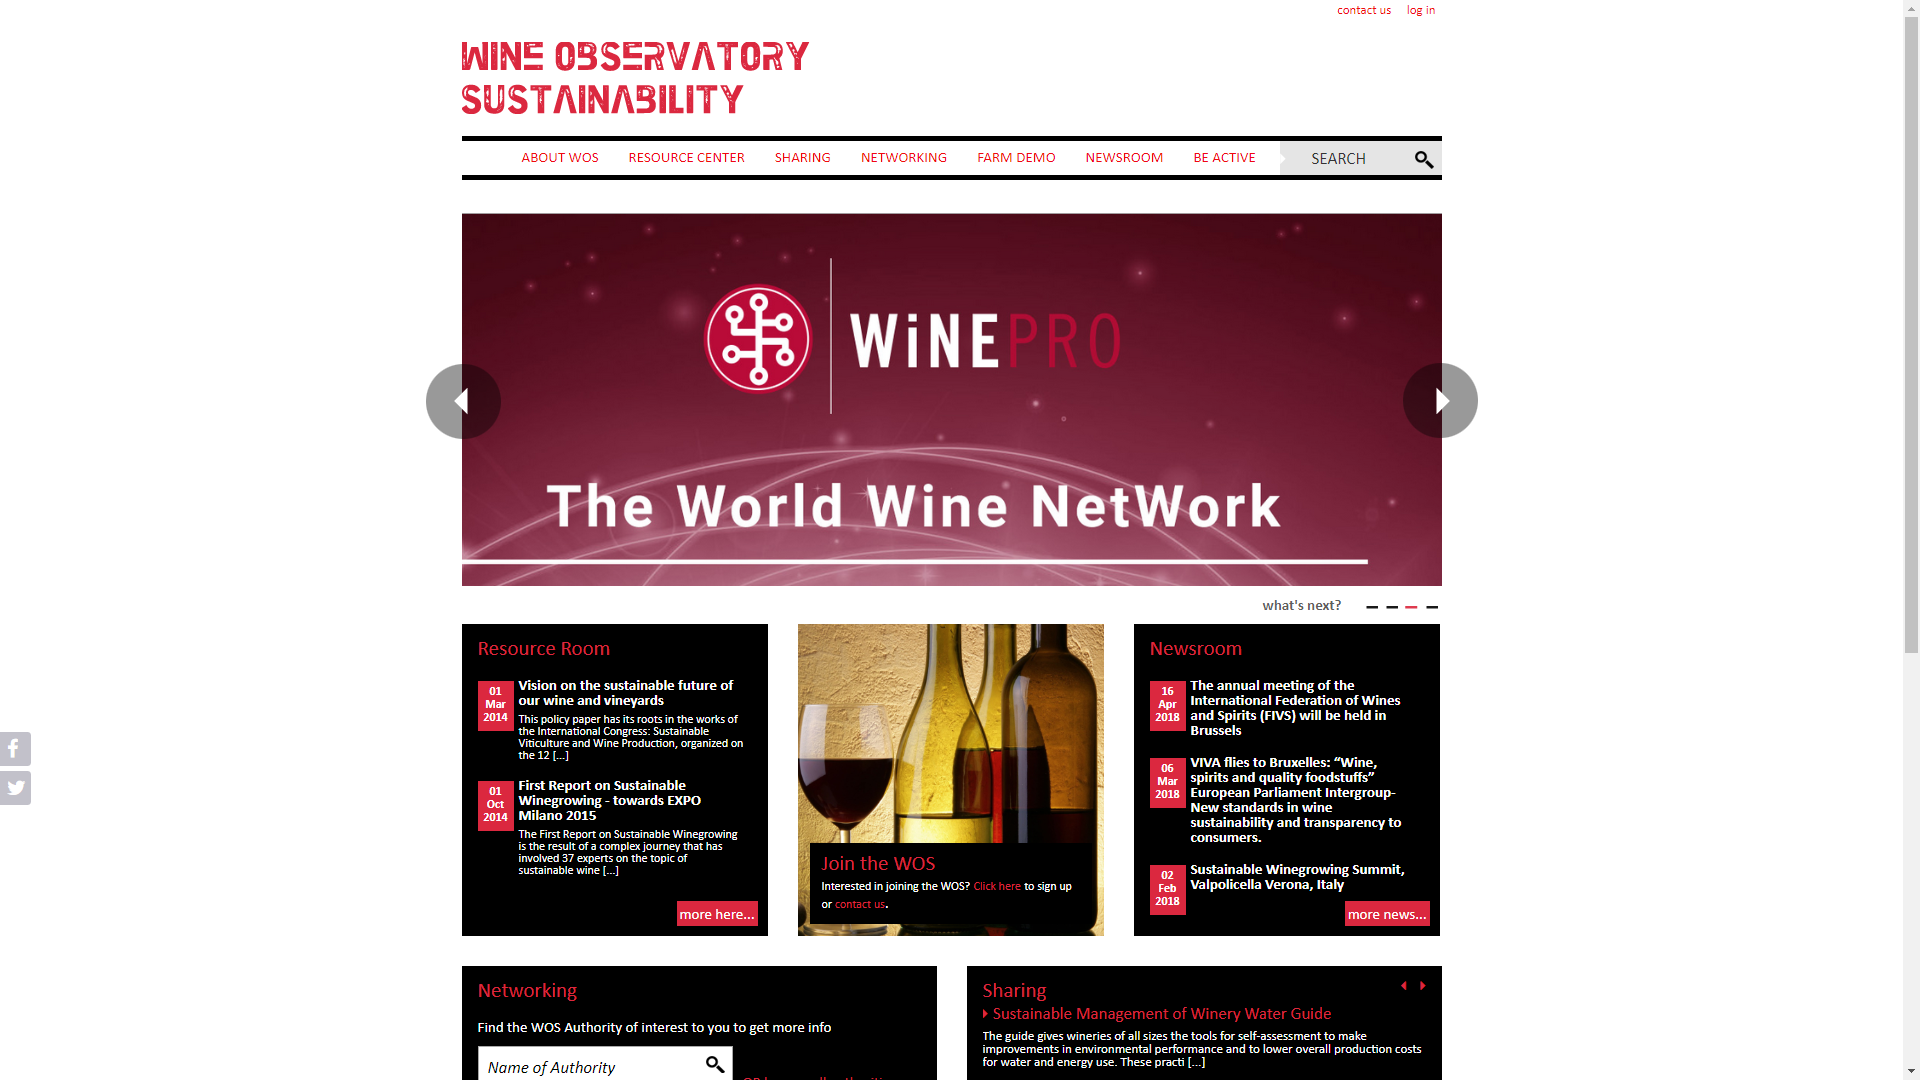 contact us
log in
WINE OBSERVATORY
SUSTAINABILITY
ABOUT WOS
RESOURCE CENTER
SHARING
NETWORKING
FARM DEMO
NEWSROOM
BE ACTIVE
SEARCH
WiNEPRO
The World Wine NetWork
what's next?
Resource Room
01
Mar
2014
Vision on the sustainable future of
our wine and vineyards
This policy paper has its roots in the works of
the International Congress: Sustainable
Viticulture and Wine Production, organized on
the 12 [...]
01
Oct
2014
First Report on Sustainable
Winegrowing - towards EXPO
Milano 2015
The First Report on Sustainable Winegrowing
is the result of a complex journey that has
involved 37 experts on the topic of
sustainable wine [...]
more here...
Join the WOS
Interested in joining the WOS? Click here to sign up
or contact us.
Newsroom
16
Apr
2018
The annual meeting of the
International Federation of Wines
and Spirits (FIVS) will be held in
Brussels
06
Mar
2018
VIVA flies to Bruxelles: “Wine,
spirits and quality foodstuffs”
European Parliament Intergroup-
New standards in wine
sustainability and transparency to
consumers.
02
Feb
2018
Sustainable Winegrowing Summit,
Valpolicella Verona, Italy
more news...
Networking
Find the WOS Authority of interest to you to get more info
Name of Authority
Sharing
Sustainable Management of Winery Water Guide
The guide gives wineries of all sizes the tools for self-assessment to make
improvements in environmental performance and to lower overall production costs
for water and energy use. These practi [...]